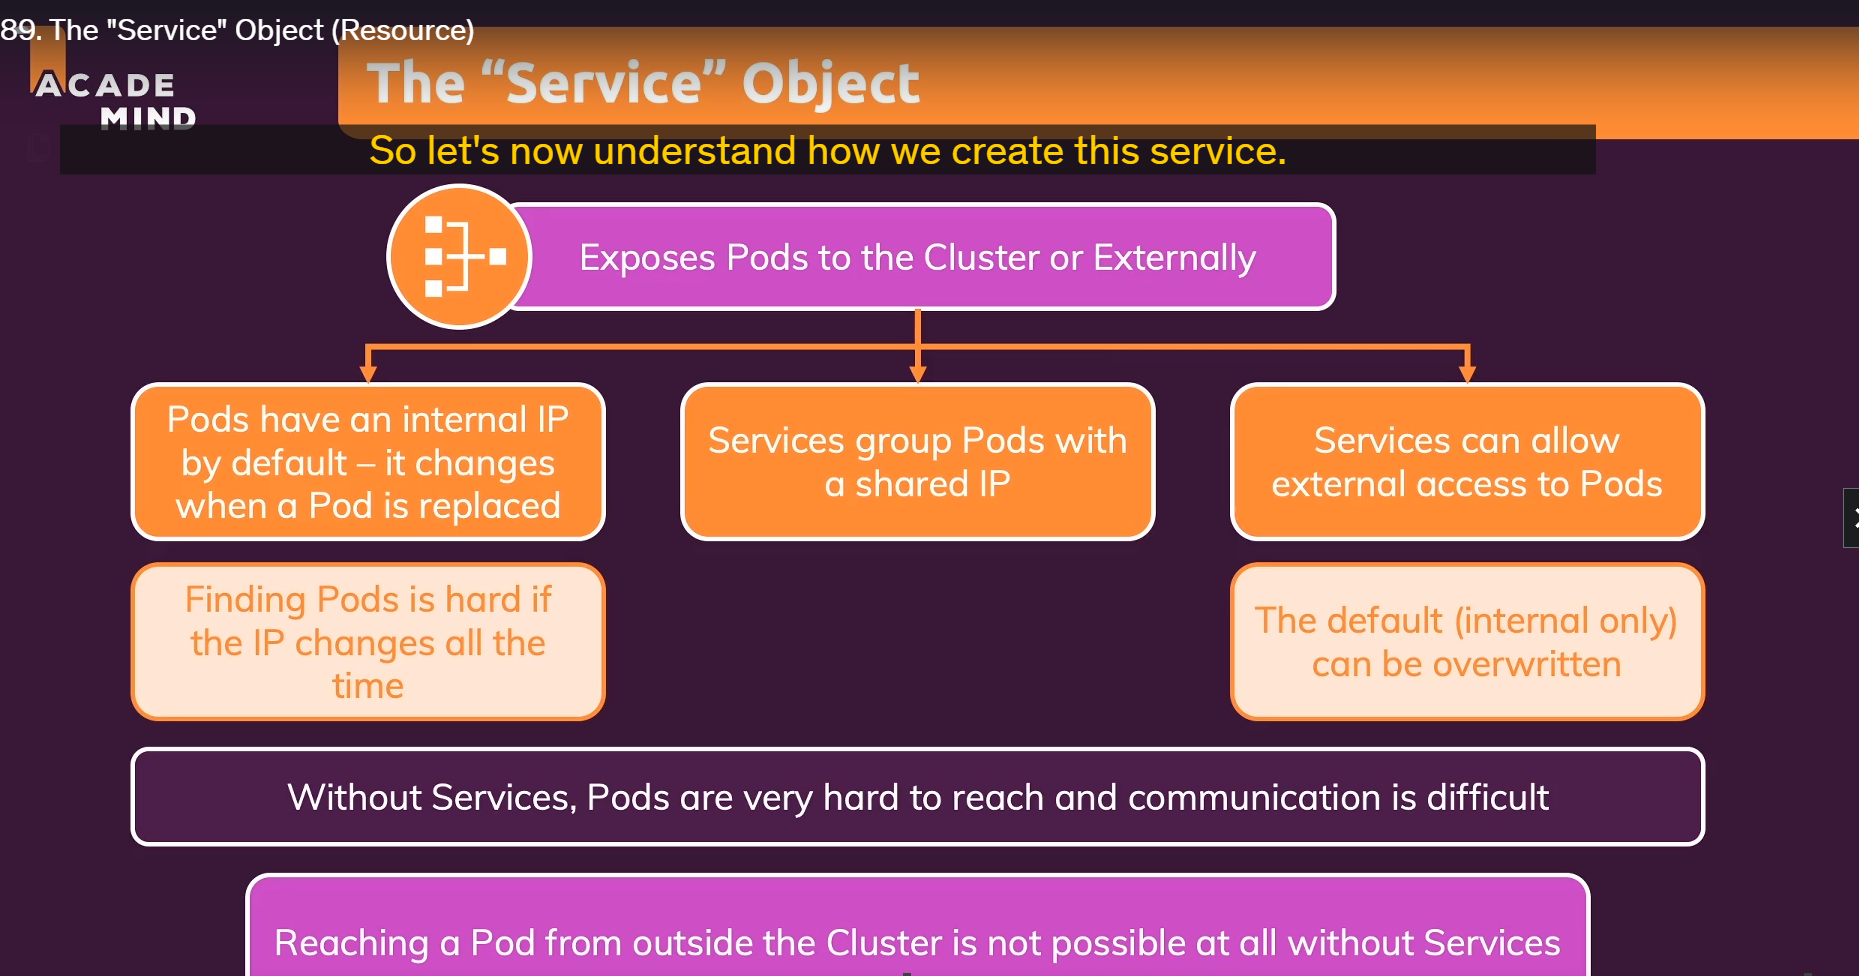 89. The "Service" Object (Resource)
ACADE
MIND
The “Service” Object
So let's now understand how we create this service.
Exposes Pods to the Cluster or Externally
Pods have an internal IP
by default – it changes
when a Pod is replaced
Services group Pods with
a shared IP
Services can allow
external access to Pods
Finding Pods is hard if
the IP changes all the
time
The default (internal only)
can be overwritten
Without Services, Pods are very hard to reach and communication is difficult
Reaching a Pod from outside the Cluster is not possible at all without Services